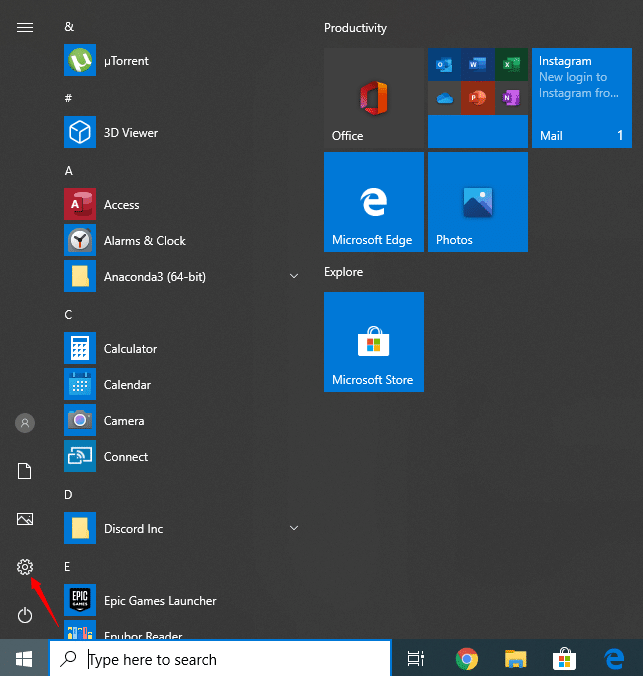 &
µTorrent
#
3D Viewer
A
Access
Alarms & Clock
Anaconda3 (64-bit)
C
Calculator
Calendar
Camera
Connect
D
Discord Inc
E
EPIC
GAMES
Epic Games Launcher
Epubor Reader
Productivity
Office
Instagram
New login to
Instagram fro...
Mail 1
Microsoft Edge
Photos
Explore
Microsoft Store
Type here to search